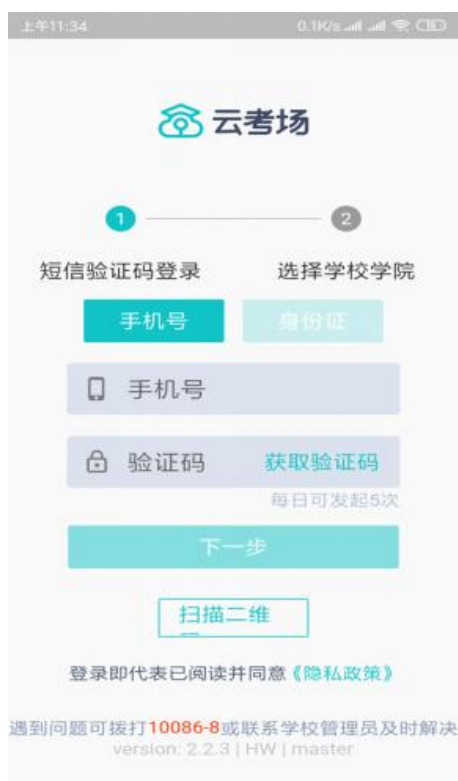 上午11:34 0.1K/s
云考场
1 2
短信验证码登录 选择学校学院
手机号 身份证
手机号
验证码 获取验证码
每日可发起5次
下一步
扫描二维
登录即代表已阅读并同意《隐私政策》
遇到问题可拨打10086-8或联系学校管理员及时解决
version: 2.2.3 | HW | master